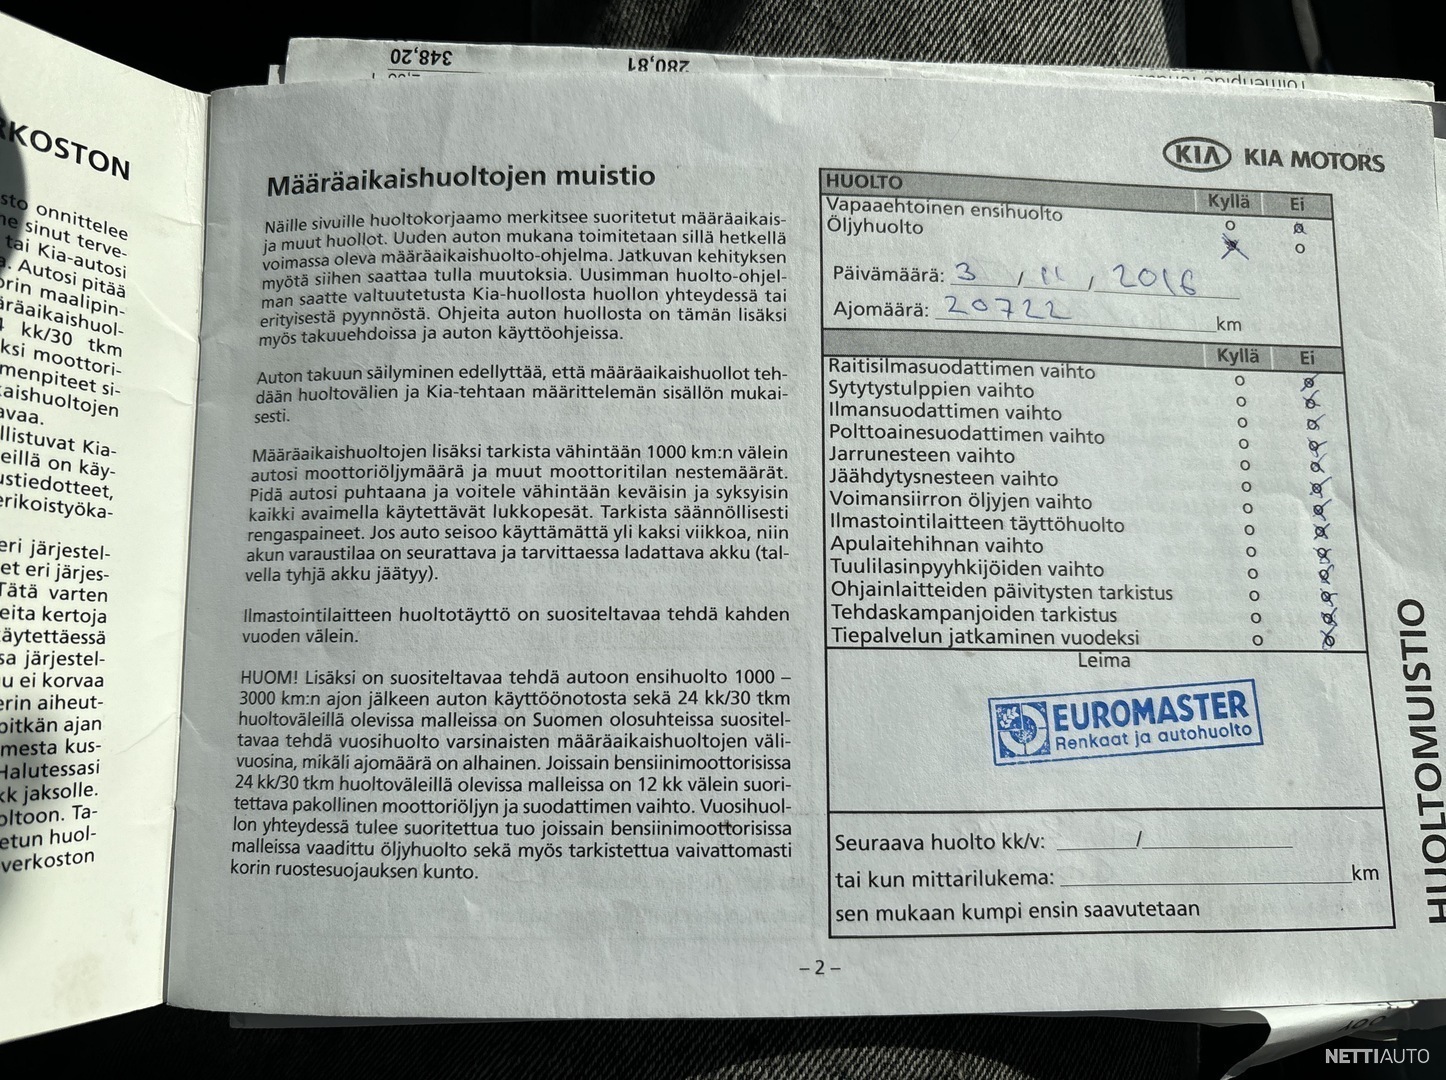 348,20
280,81
RKOSTON
sto onnittelee
ne sinut terve-
tai Kia-autosi
a. Autosi pitää
orin maalipin-
äräaikaishuol-
4 kk/30 tkm
ksi moottori-
menpiteet si-
kaishuoltojen
avaa.
llistuvat Kia-
eillä on käy-
ustiedotteet,
erikoistyöka-
eri järjestel-
et eri järjes-
Tätä varten
eita kertoja
käytettäessä
sa järjestel-
u ei korvaa
erin aiheut-
pitkän ajan
mesta kus-
Halutessasi
kk jaksolle.
oltoon. Ta-
etun huol-
verkoston
Määräaikaishuoltojen muistio
Näille sivuille huoltokorjaamo merkitsee suoritetut määräaikais-
ja muut huollot. Uuden auton mukana toimitetaan sillä hetkellä
voimassa oleva määräaikaishuolto-ohjelma. Jatkuvan kehityksen
myötä siihen saattaa tulla muutoksia. Uusimman huolto-ohjel-
man saatte valtuutetusta Kia-huollosta huollon yhteydessä tai
erityisestä pyynnöstä. Ohjeita auton huollosta on tämän lisäksi
myös takuuehdoissa ja auton käyttöohjeissa.
Auton takuun säilyminen edellyttää, että määräaikaishuollot teh-
dään huoltovälien ja Kia-tehtaan määrittelemän sisällön mukai-
sesti.
Määräaikaishuoltojen lisäksi tarkista vähintään 1000 km:n välein
autosi moottoriöljymäärä ja muut moottoritilan nestemäärät.
Pidä autosi puhtaana ja voitele vähintään keväisin ja syksyisin
kaikki avaimella käytettävät lukkopesät. Tarkista säännöllisesti
rengaspaineet. Jos auto seisoo käyttämättä yli kaksi viikkoa, niin
akun varaustilaa on seurattava ja tarvittaessa ladattava akku (tal-
vella tyhjä akku jäätyy).
Ilmastointilaitteen huoltotäyttö on suositeltavaa tehdä kahden
vuoden välein.
HUOM! Lisäksi on suositeltavaa tehdä autoon ensihuolto 1000 –
3000 km:n ajon jälkeen auton käyttöönotosta sekä 24 kk/30 tkm
huoltoväleillä olevissa malleissa on Suomen olosuhteissa suositel-
tavaa tehdä vuosihuolto varsinaisten määräaikaishuoltojen väli-
vuosina, mikäli ajomäärä on alhainen. Joissain bensiinimoottorisissa
24 kk/30 tkm huoltoväleillä olevissa malleissa on 12 kk välein suori-
tettava pakollinen moottoriöljyn ja suodattimen vaihto. Vuosihuol-
lon yhteydessä tulee suoritettua tuo joissain bensiinimoottorisissa
malleissa vaadittu öljyhuolto sekä myös tarkistettua vaivattomasti
korin ruostesuojauksen kunto.
KIA KIA MOTORS
HUOLTO Kyllä Ei
Vapaaehtoinen ensihuolto
Öljyhuolto
Päivämäärä: 3 / 11 , 2016
Ajomäärä: 20722 km
Kyllä Ei
Raitisilmasuodattimen vaihto
Sytytystulppien vaihto
Ilmansuodattimen vaihto
Polttoainesuodattimen vaihto
Jarrunesteen vaihto
Jäähdytysnesteen vaihto
Voimansiirron öljyjen vaihto
Ilmastointilaitteen täyttöhuolto
Apulaitehihnan vaihto
Tuulilasinpyyhkijöiden vaihto
Ohjainlaitteiden päivitysten tarkistus
Tehdaskampanjoiden tarkistus
Tiepalvelun jatkaminen vuodeksi
Leima
EUROMASTER
Renkaat ja autohuolto
Seuraava huolto kk/v: /
tai kun mittarilukema: km
sen mukaan kumpi ensin saavutetaan
HUOLTOMUISTIO
– 2 –
NETTIAUTO